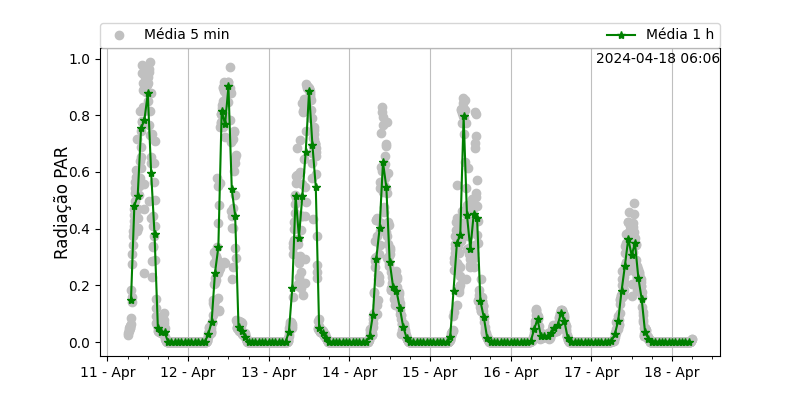 Média 5 min
Média 1 h
2024-04-18 06:06
Radiação PAR
1.0
0.8
0.6
0.4
0.2
0.0
11 - Apr
12 - Apr
13 - Apr
14 - Apr
15 - Apr
16 - Apr
17 - Apr
18 - Apr